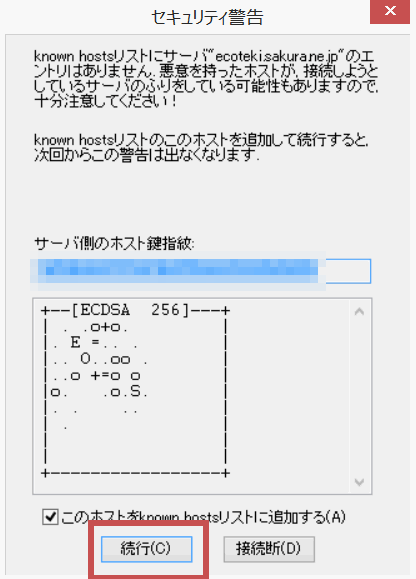 セキュリティ警告
known hostsリストにサーバ"ecoteki.sakura.ne.jp"のエ
ントリはありません. 悪意を持ったホストが、接続しようと
しているサーバのふりをしている可能性もありますので,
十分注意してください！
known hostsリストのこのホストを追加して続行すると,
次回からこの警告は出なくなります.
サーバ側のホスト鍵指紋:
+--[ECDSA  256]---+
|  .  .o+o.       |
| . E =.. .       |
| .. O..oo .      |
|..o +=o o        |
|o.   .o.S.       |
| . .    ..       |
|  .              |
|                 |
|                 |
+-----------------+
このホストをknown hostsリストに追加する(A)
続行(C)
接続断(D)